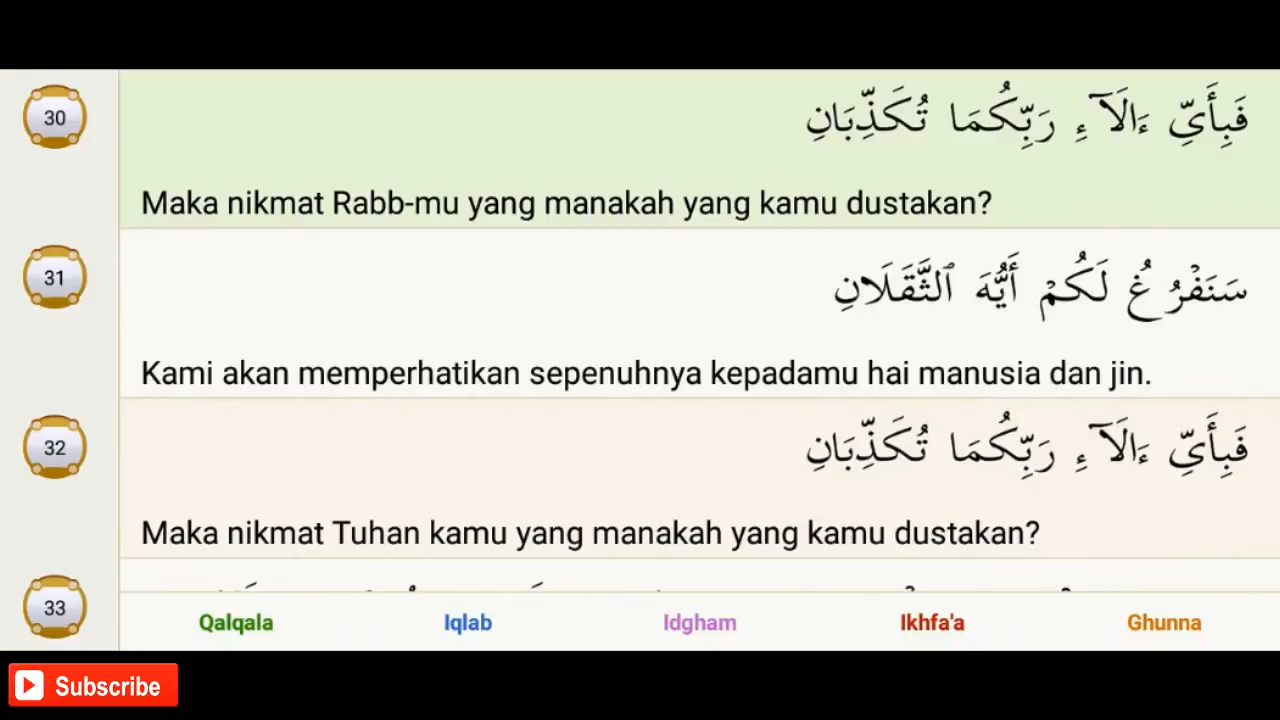 30
فَبِأَيِّ ءَالَآءِ رَبِّكُمَا تُكَذِّبَانِ
Maka nikmat Rabb-mu yang manakah yang kamu dustakan?
31
سَنَفْرُغُ لَكُمْ أَيُّهَ ٱلثَّقَلَانِ
Kami akan memperhatikan sepenuhnya kepadamu hai manusia dan jin.
32
فَبِأَيِّ ءَالَآءِ رَبِّكُمَا تُكَذِّبَانِ
Maka nikmat Tuhan kamu yang manakah yang kamu dustakan?
33
Qalqala Iqlab Idgham Ikhfa'a Ghunna
Subscribe